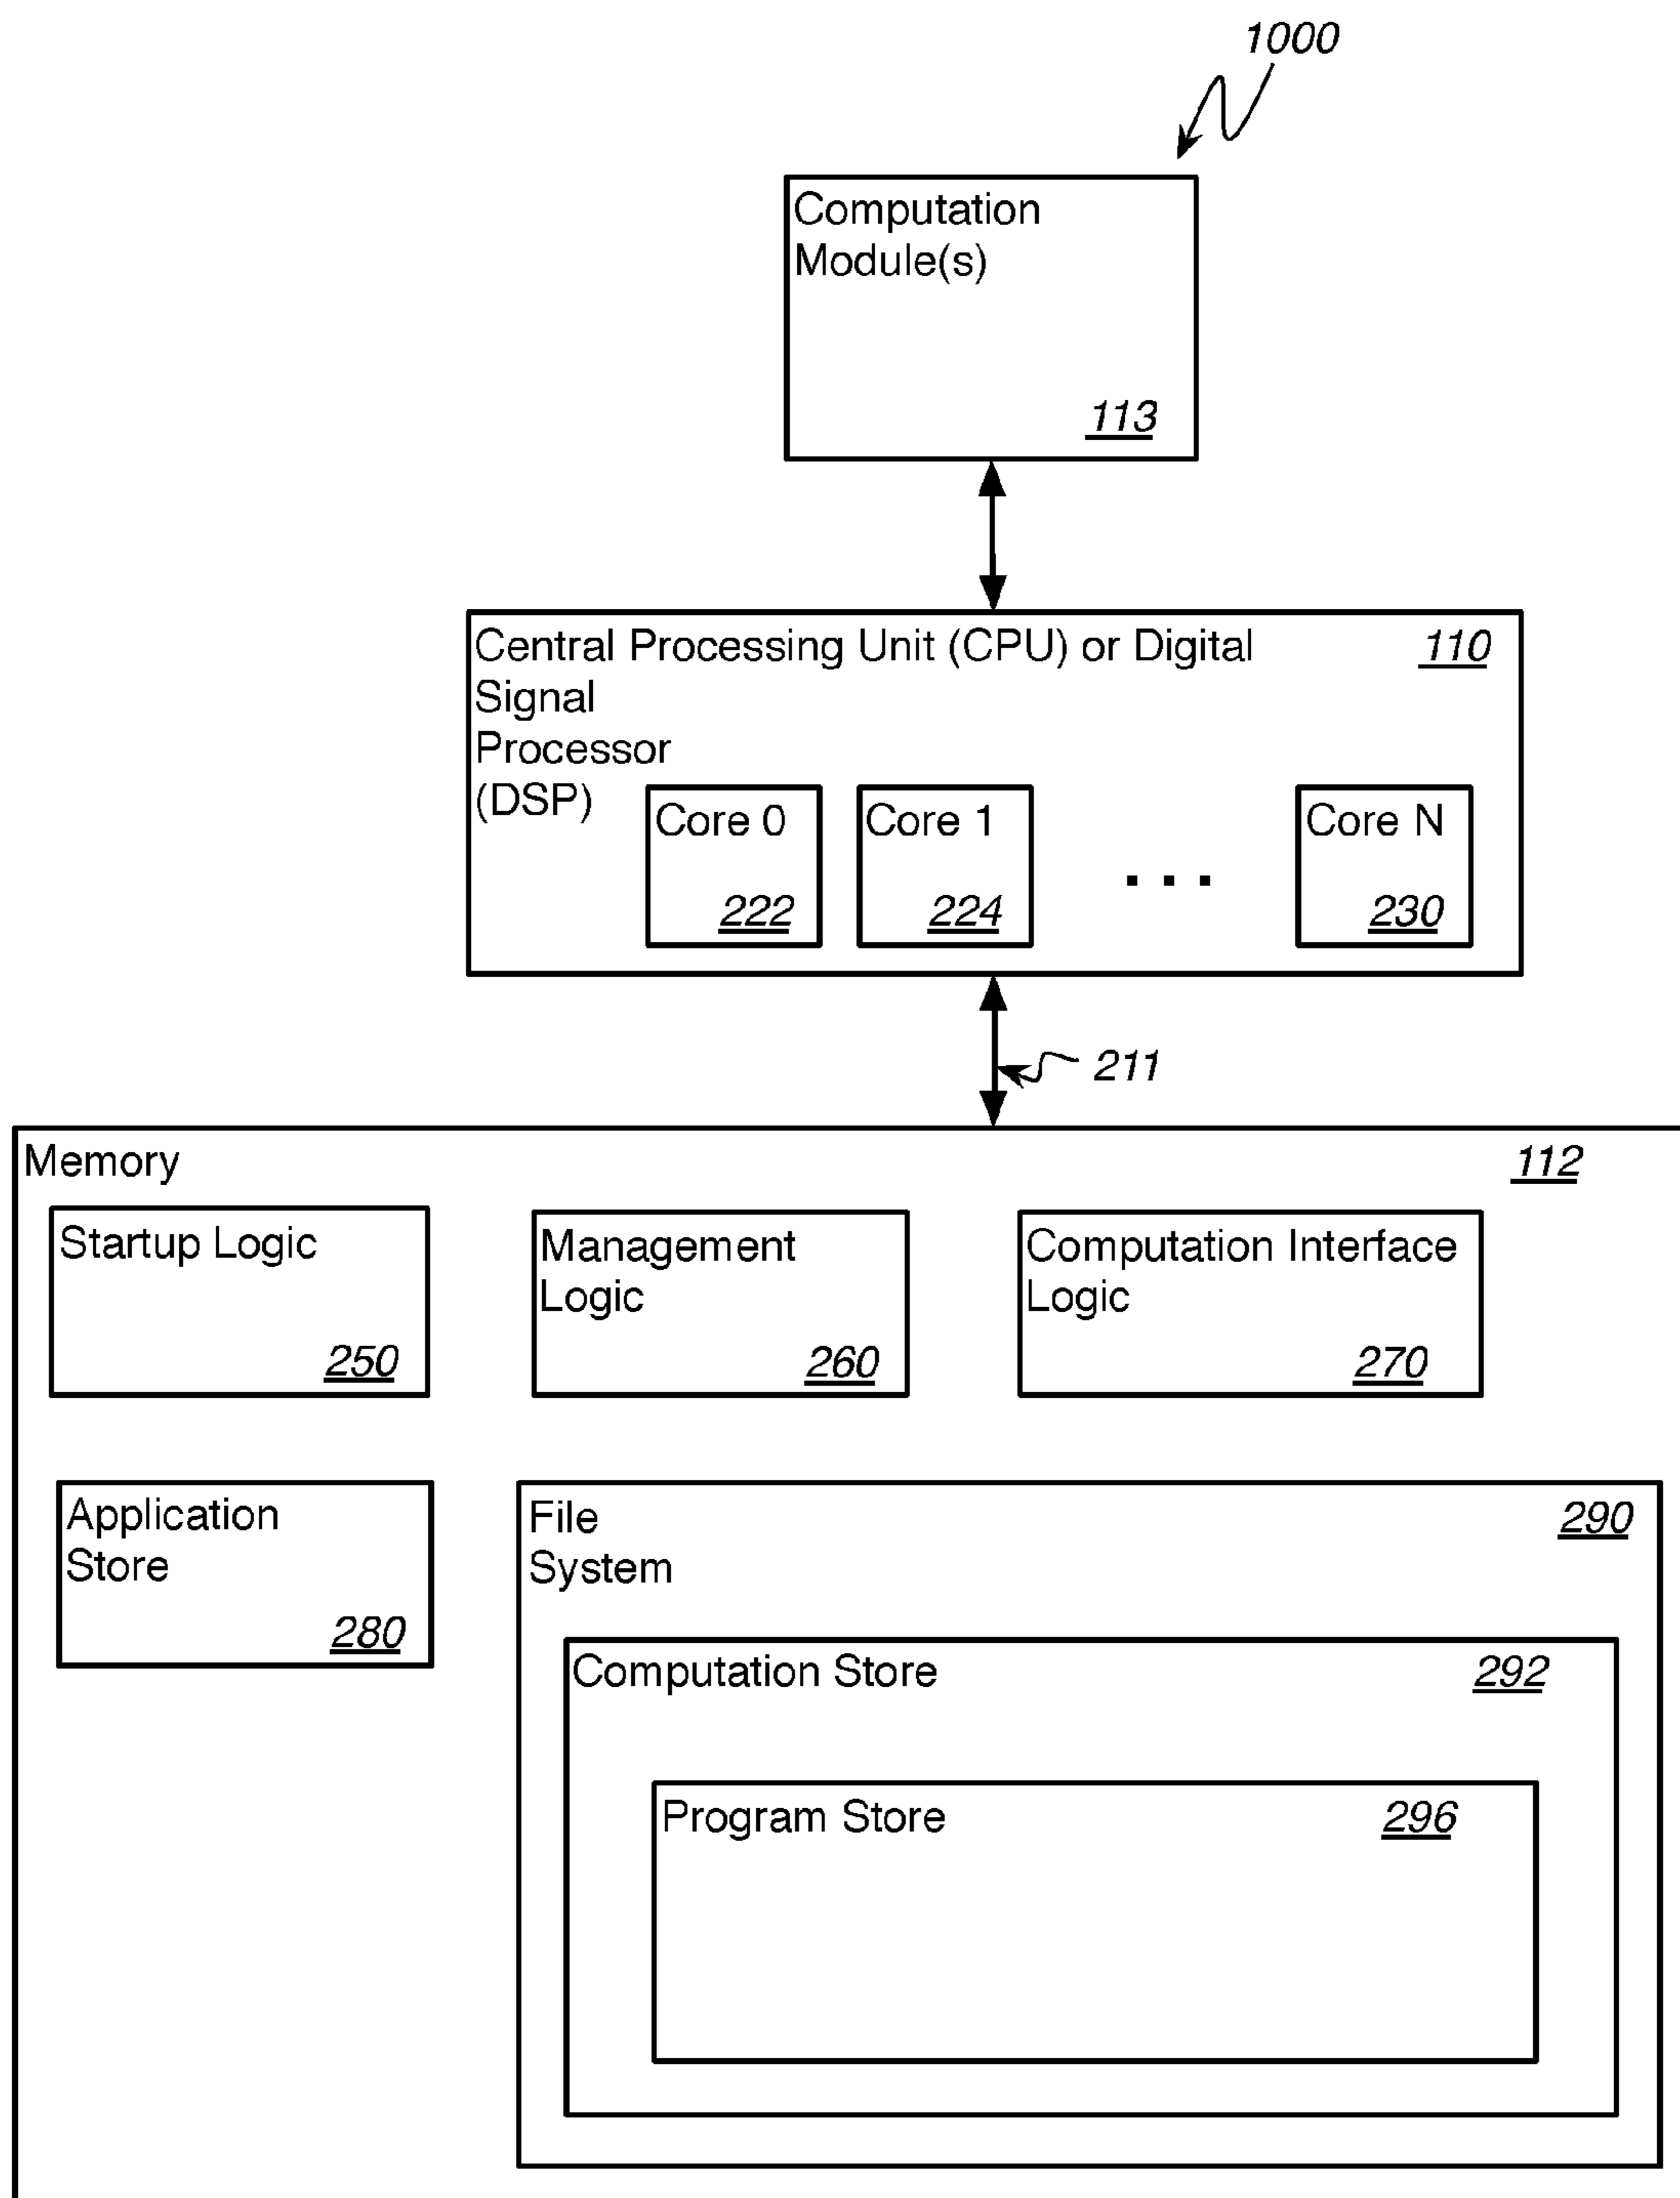 1000
Computation
Module(s)
113
Central Processing Unit (CPU) or Digital 110
Signal
Processor
(DSP)
Core 0
222
Core 1
224
. . .
Core N
230
211
Memory 112
Startup Logic
250
Management
Logic
260
Computation Interface
Logic
270
Application
Store
280
File 290
System
Computation Store 292
Program Store 296